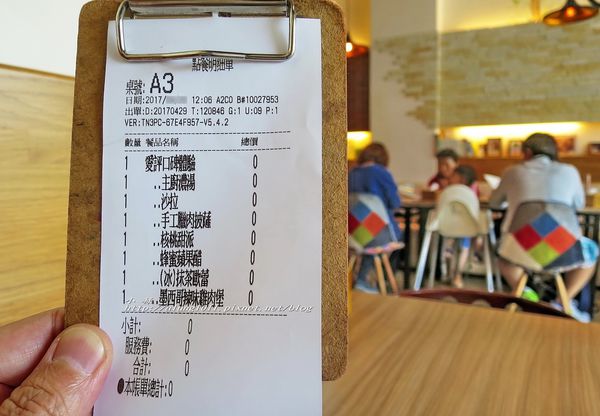 點餐明細單
桌號: A3
日期:2017/ 12:06 A2C0 B#10027953
出單:D:20170429 T:120846 G:1 U:09 P:1
VER:TN3PC-67E4F957-V5.4.2
數量 餐品名稱 總價
1 愛評口碑體驗 0
1 ..主廚濃湯 0
1 ..沙拉 0
1 ..手工臘肉披薩 0
1 ..核桃甜派 0
1 ..蜂蜜蘋果醋 0
1 ..(冰)抹茶歐蕾 0
1 ..墨西哥辣味雞肉堡 0
小計: 0
服務費: 0
合計: 0
●本帳單總計:0